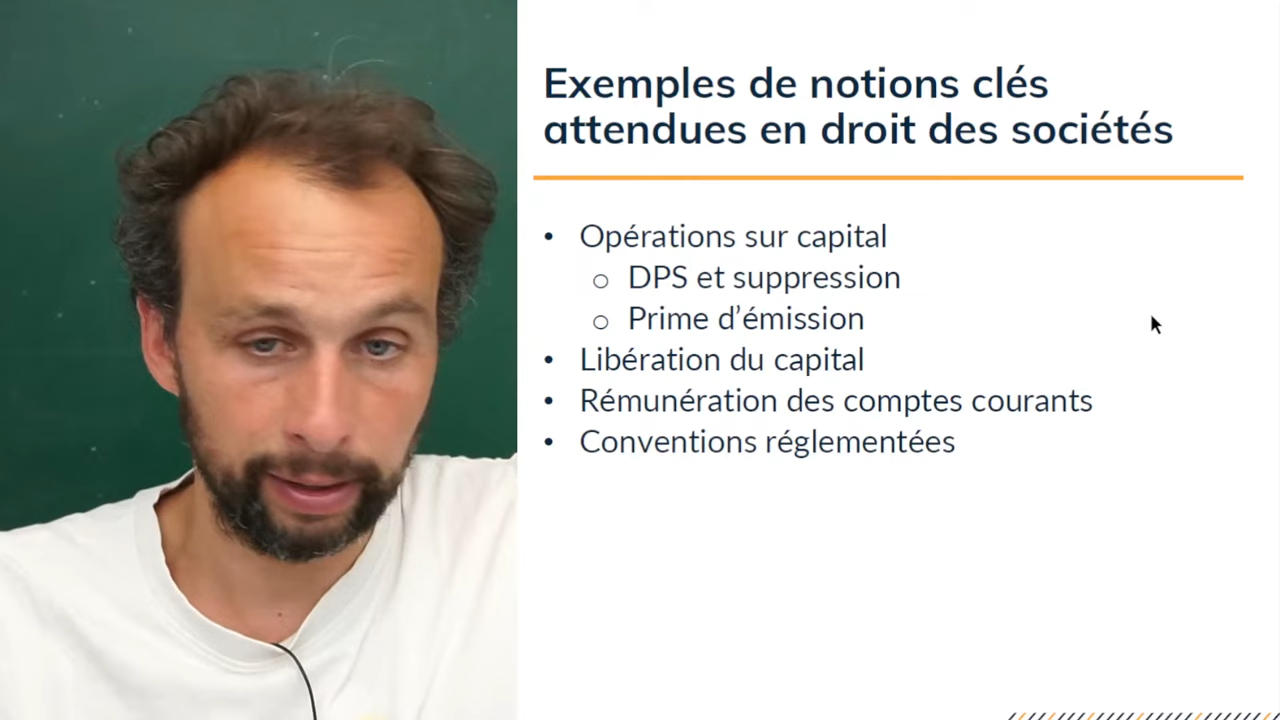 Exemples de notions clés
attendues en droit des sociétés
• Opérations sur capital
o DPS et suppression
o Prime d’émission
• Libération du capital
• Rémunération des comptes courants
• Conventions réglementées